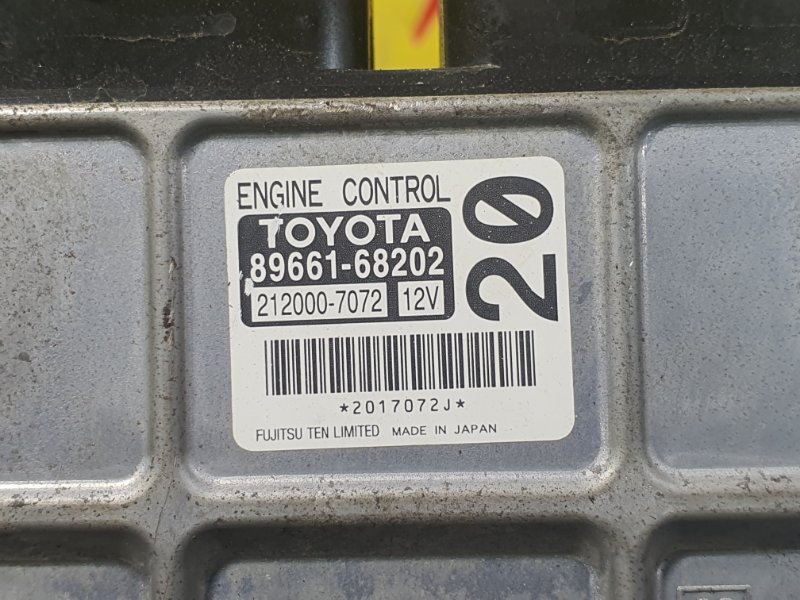 ENGINE CONTROL
TOYOTA
89661-68202
212000-7072 12V
20
*2017072J*
FUJITSU TEN LIMITED MADE IN JAPAN